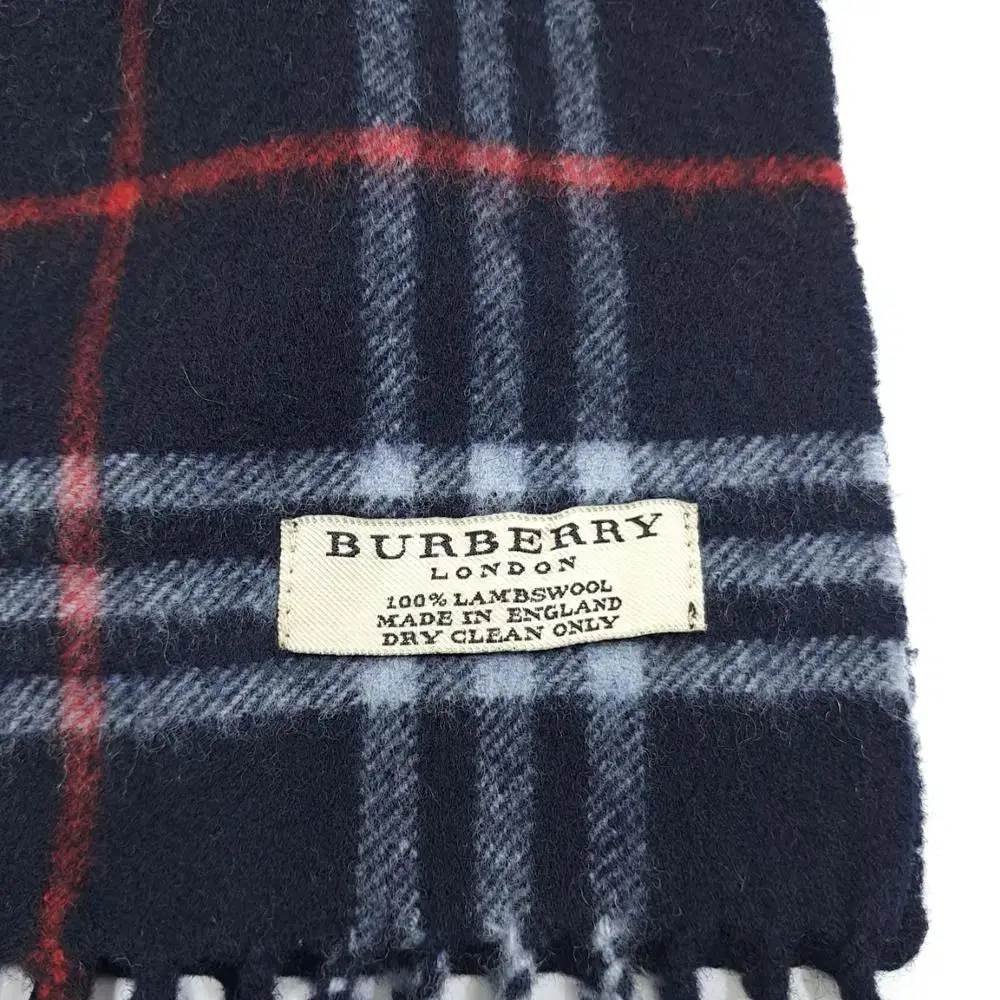 BURBERRY
LONDON
100% LAMBSWOOL
MADE IN ENGLAND
DRY CLEAN ONLY